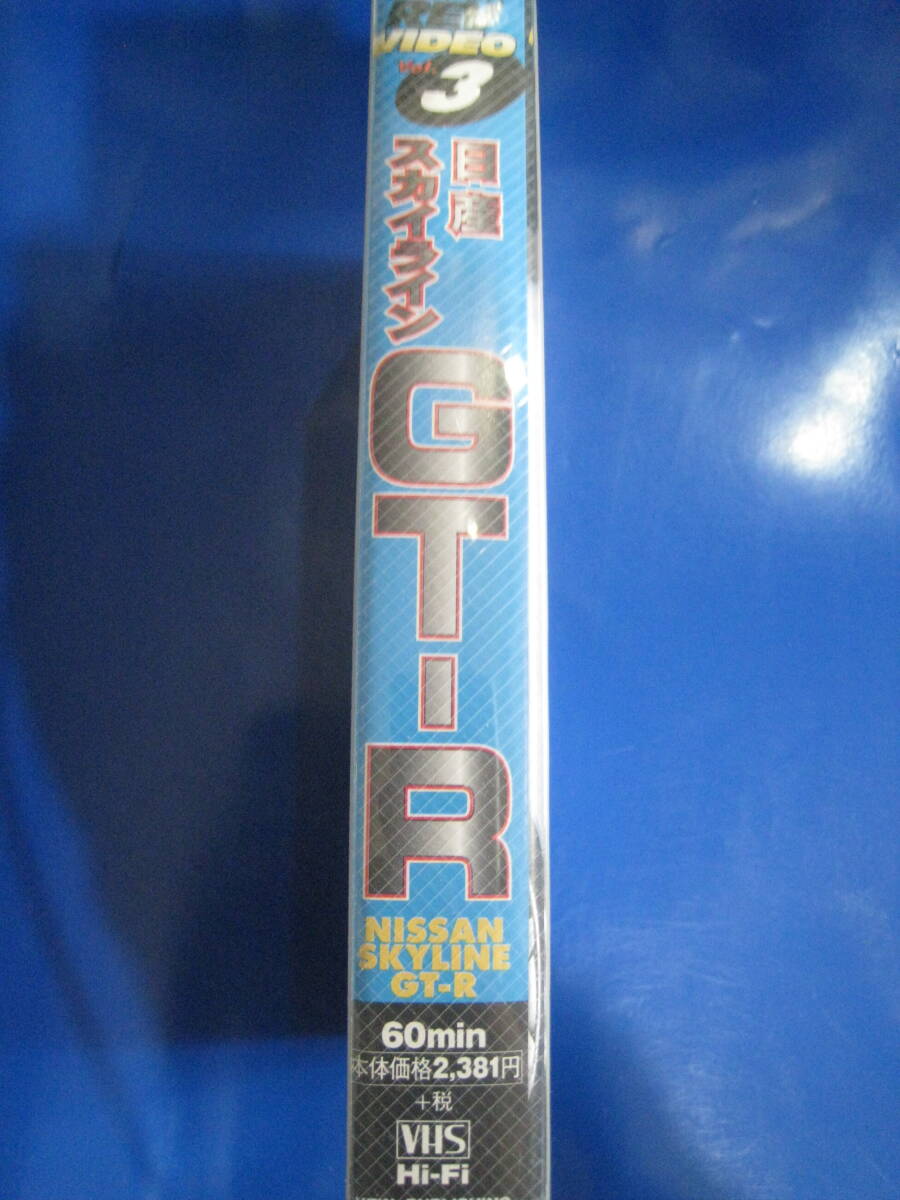 VIDEO
Vol.
3
日産
スカイライン
GT-R
NISSAN
SKYLINE
GT-R
60min
本体価格2,381円
+税
VHS
Hi-Fi